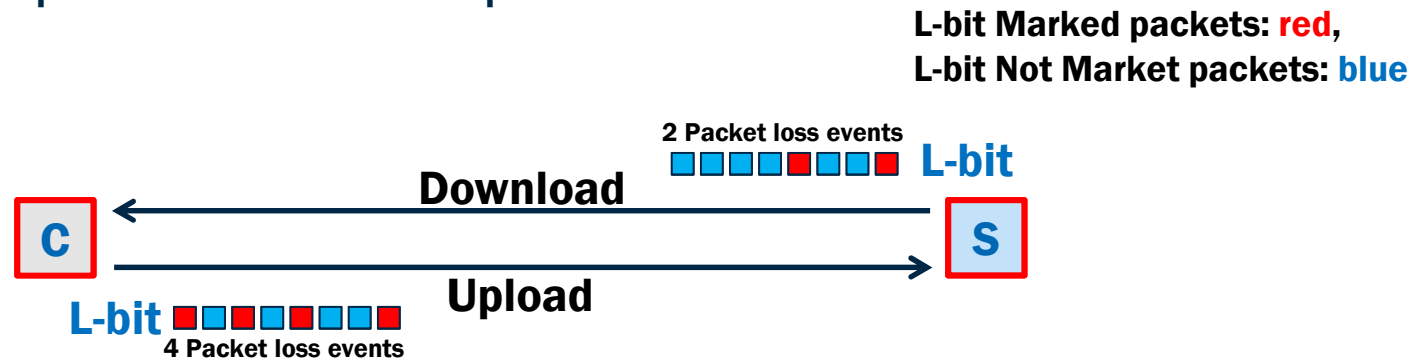 L-bit Marked packets: red,
L-bit Not Market packets: blue
2 Packet loss events
L-bit
Download
C
S
Upload
L-bit
4 Packet loss events